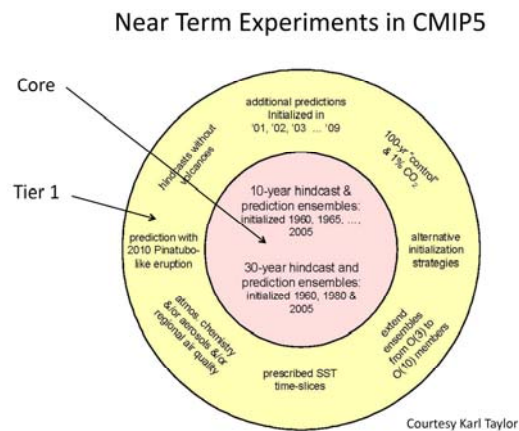 Near Term Experiments in CMIP5
Core
Tier 1
additional predictions
Initialized in
'01, '02, '03 ... '09
hindcasts without
volcanoes
100-yr "control"
& 1% CO2
10-year hindcast &
prediction ensembles:
initialized 1960, 1965, ...,
2005
30-year hindcast and
prediction ensembles:
initialized 1960, 1980 &
2005
prediction with
2010 Pinatubo-
like eruption
alternative
initialization
strategies
atmos. chemistry
&/or aerosols &/or
regional air quality
prescribed SST
time-slices
extend
ensembles
from O(3) to
O(10) members
Courtesy Karl Taylor